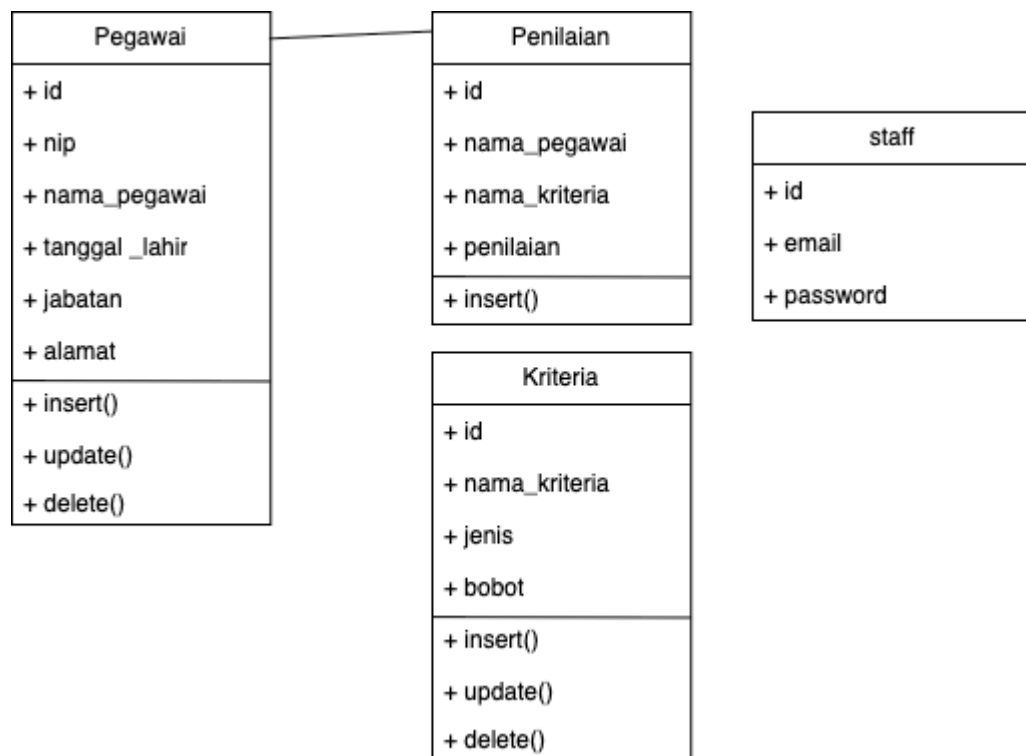 Pegawai
+ id
+ nip
+ nama_pegawai
+ tanggal _lahir
+ jabatan
+ alamat
+ insert()
+ update()
+ delete()
Penilaian
+ id
+ nama_pegawai
+ nama_kriteria
+ penilaian
+ insert()
Kriteria
+ id
+ nama_kriteria
+ jenis
+ bobot
+ insert()
+ update()
+ delete()
staff
+ id
+ email
+ password